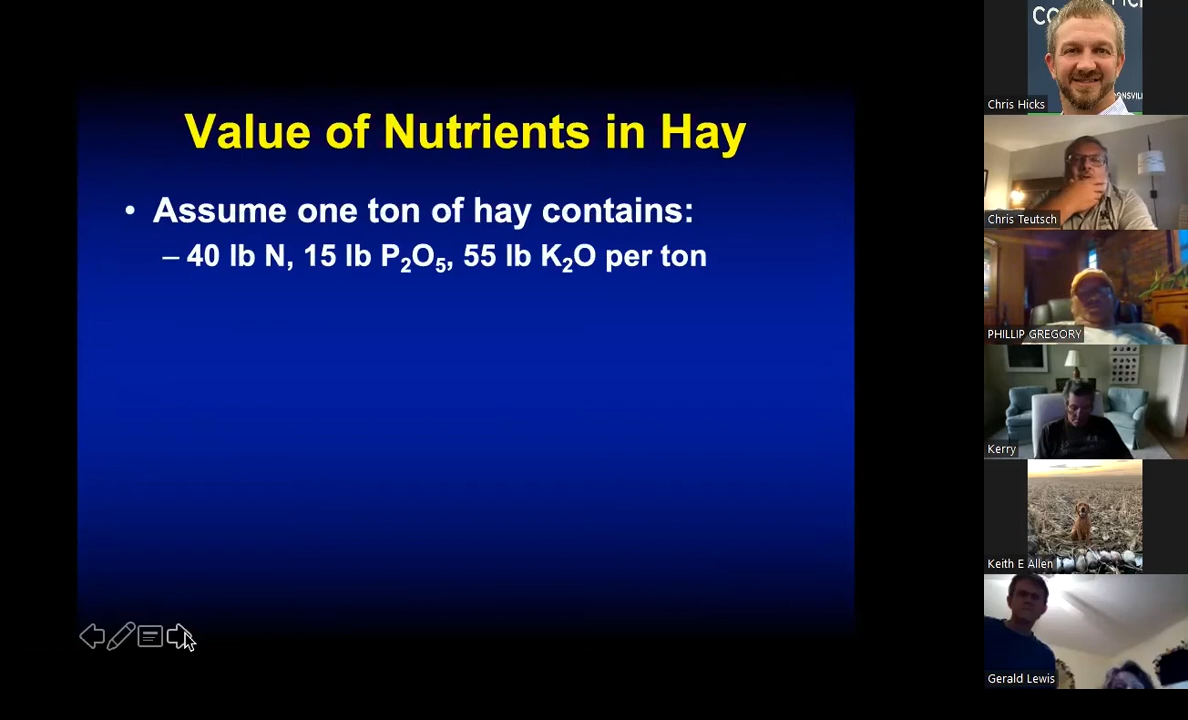 Value of Nutrients in Hay
• Assume one ton of hay contains:
– 40 lb N, 15 lb P₂O₅, 55 lb K₂O per ton
Chris Hicks
Chris Teutsch
PHILLIP GREGORY
Kerry
Keith E Allen
Gerald Lewis